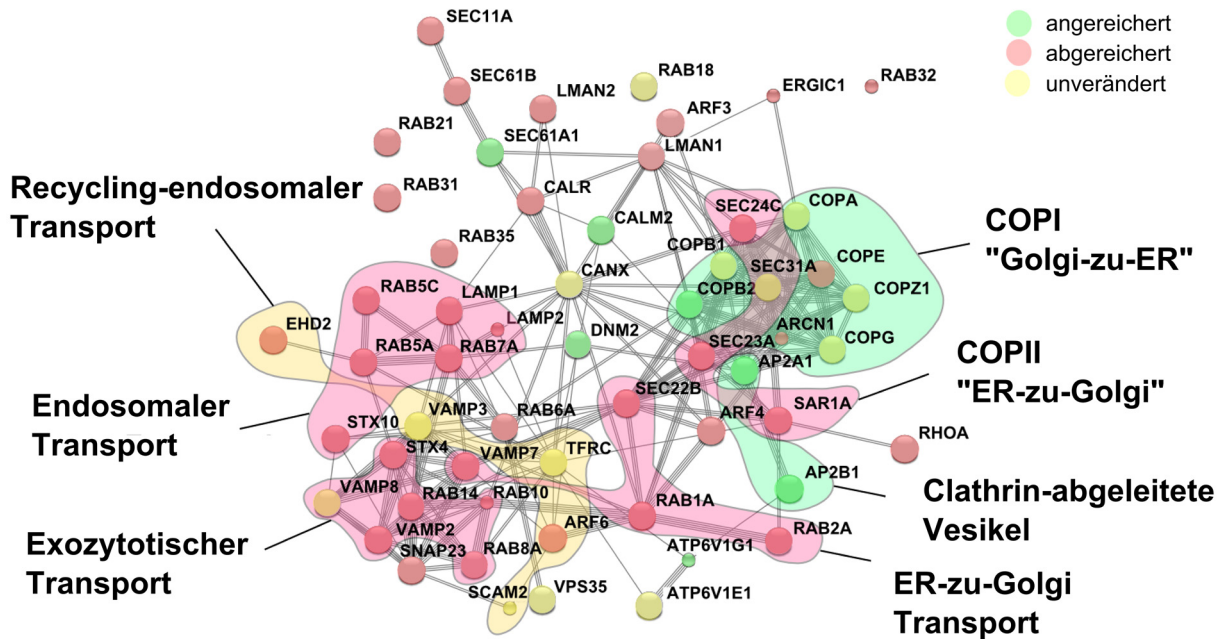 SEC11A
angereichert
abgereichert
unverändert
SEC61B
RAB18
ERGIC1
RAB32
LMAN2
ARF3
RAB21
SEC61A1
LMAN1
Recycling-endosomaler
Transport
RAB31
CALR
SEC24C
COPA
CALM2
COPI
"Golgi-zu-ER"
RAB35
COPB1
SEC31A
COPE
CANX
COPB2
COPZ1
RAB5C
LAMP1
LAMP2
ARCN1
EHD2
DNM2
COPG
RAB5A
RAB7A
SEC23A
AP2A1
COPII
"ER-zu-Golgi"
SEC22B
SAR1A
Endosomaler
Transport
VAMP3
RAB6A
ARF4
STX10
RHOA
STX4
VAMP7
TFRC
AP2B1
VAMP8
RAB14
RAB10
Clathrin-abgeleitete
Vesikel
RAB1A
VAMP2
ARF6
RAB2A
Exozytotischer
Transport
SNAP23
RAB8A
ATP6V1G1
ER-zu-Golgi
Transport
SCAM2
VPS35
ATP6V1E1